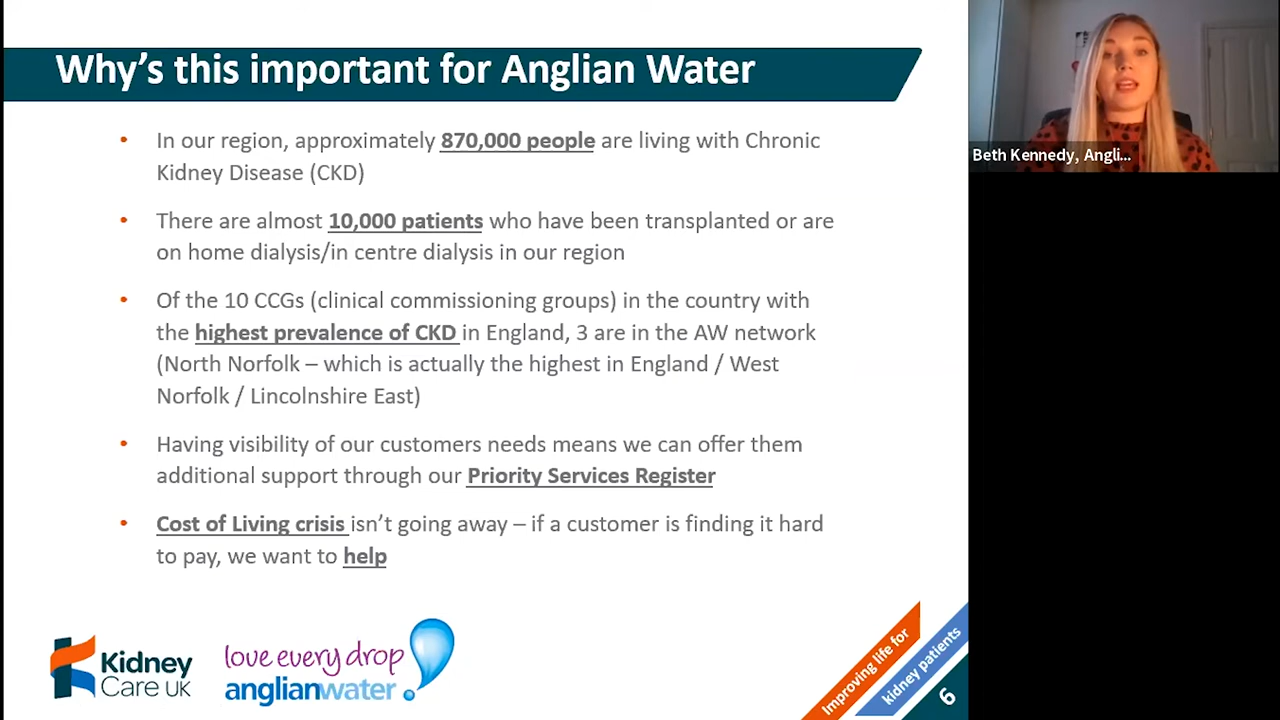 Why's this important for Anglian Water
• In our region, approximately 870,000 people are living with Chronic
Kidney Disease (CKD)
• There are almost 10,000 patients who have been transplanted or are
on home dialysis/in centre dialysis in our region
• Of the 10 CCGs (clinical commissioning groups) in the country with
the highest prevalence of CKD in England, 3 are in the AW network
(North Norfolk – which is actually the highest in England / West
Norfolk / Lincolnshire East)
• Having visibility of our customers needs means we can offer them
additional support through our Priority Services Register
• Cost of Living crisis isn't going away – if a customer is finding it hard
to pay, we want to help
Kidney
Care UK
love every drop
anglianwater
Improving life for
kidney patients
6
Beth Kennedy, Angli...